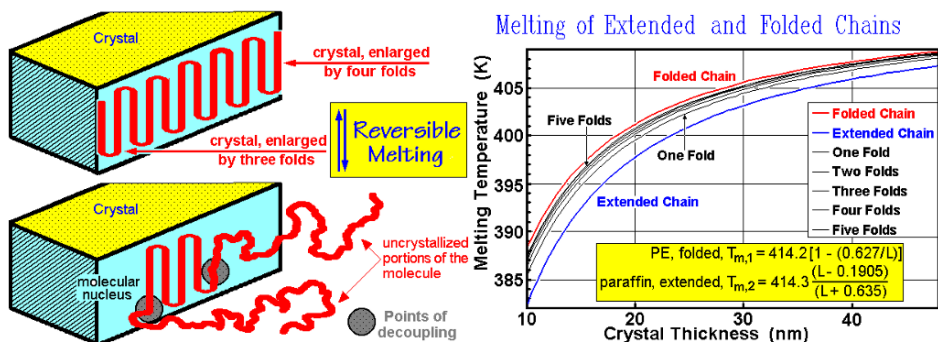 Crystal
crystal, enlarged
by four folds
Reversible
Melting
crystal, enlarged
by three folds
Crystal
molecular
nucleus
uncrystallized
portions of the
molecule
Points of
decoupling
Melting of Extended and Folded Chains
Melting Temperature (K)
405
400
395
390
385
Folded Chain
Five Folds
One Fold
Extended Chain
Folded Chain
Extended Chain
One Fold
Two Folds
Three Folds
Four Folds
Five Folds
PE, folded, Tm,1 = 414.2 [1 - (0.627/L)]
paraffin, extended, Tm,2 = 414.3 (L - 0.1905)
(L + 0.635)
10 20 30 40
Crystal Thickness (nm)